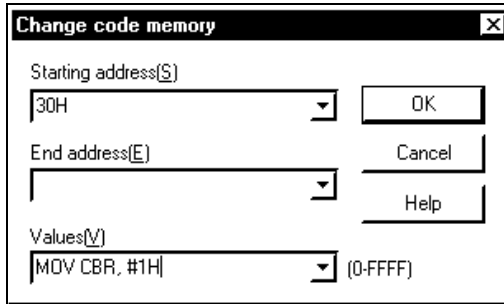 Change code memory
Starting address(S)
30H
OK
End address(E)
Cancel
Help
Values(V)
MOV CBR, #1H
(0-FFFF)